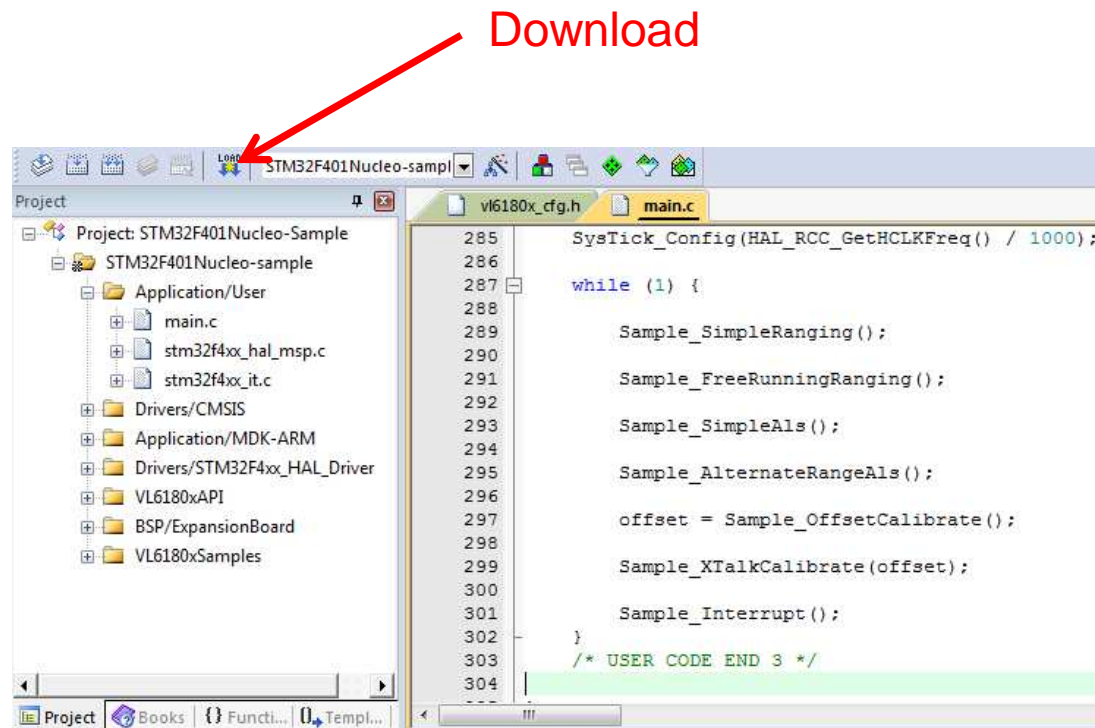 Download
LOAD
STM32F401Nucleo-sampl
Project
vl6180x_cfg.h
main.c
Project: STM32F401Nucleo-Sample
STM32F401Nucleo-sample
Application/User
main.c
stm32f4xx_hal_msp.c
stm32f4xx_it.c
Drivers/CMSIS
Application/MDK-ARM
Drivers/STM32F4xx_HAL_Driver
VL6180xAPI
BSP/ExpansionBoard
VL6180xSamples
Project Books {} Functi... 0 Templ...
285 SysTick_Config(HAL_RCC_GetHCLKFreq() / 1000);
286
287 while (1) {
288
289 Sample_SimpleRanging();
290
291 Sample_FreeRunningRanging();
292
293 Sample_SimpleAls();
294
295 Sample_AlternateRangeAls();
296
297 offset = Sample_OffsetCalibrate();
298
299 Sample_XTalkCalibrate(offset);
300
301 Sample_Interrupt();
302 }
303 /* USER CODE END 3 */
304